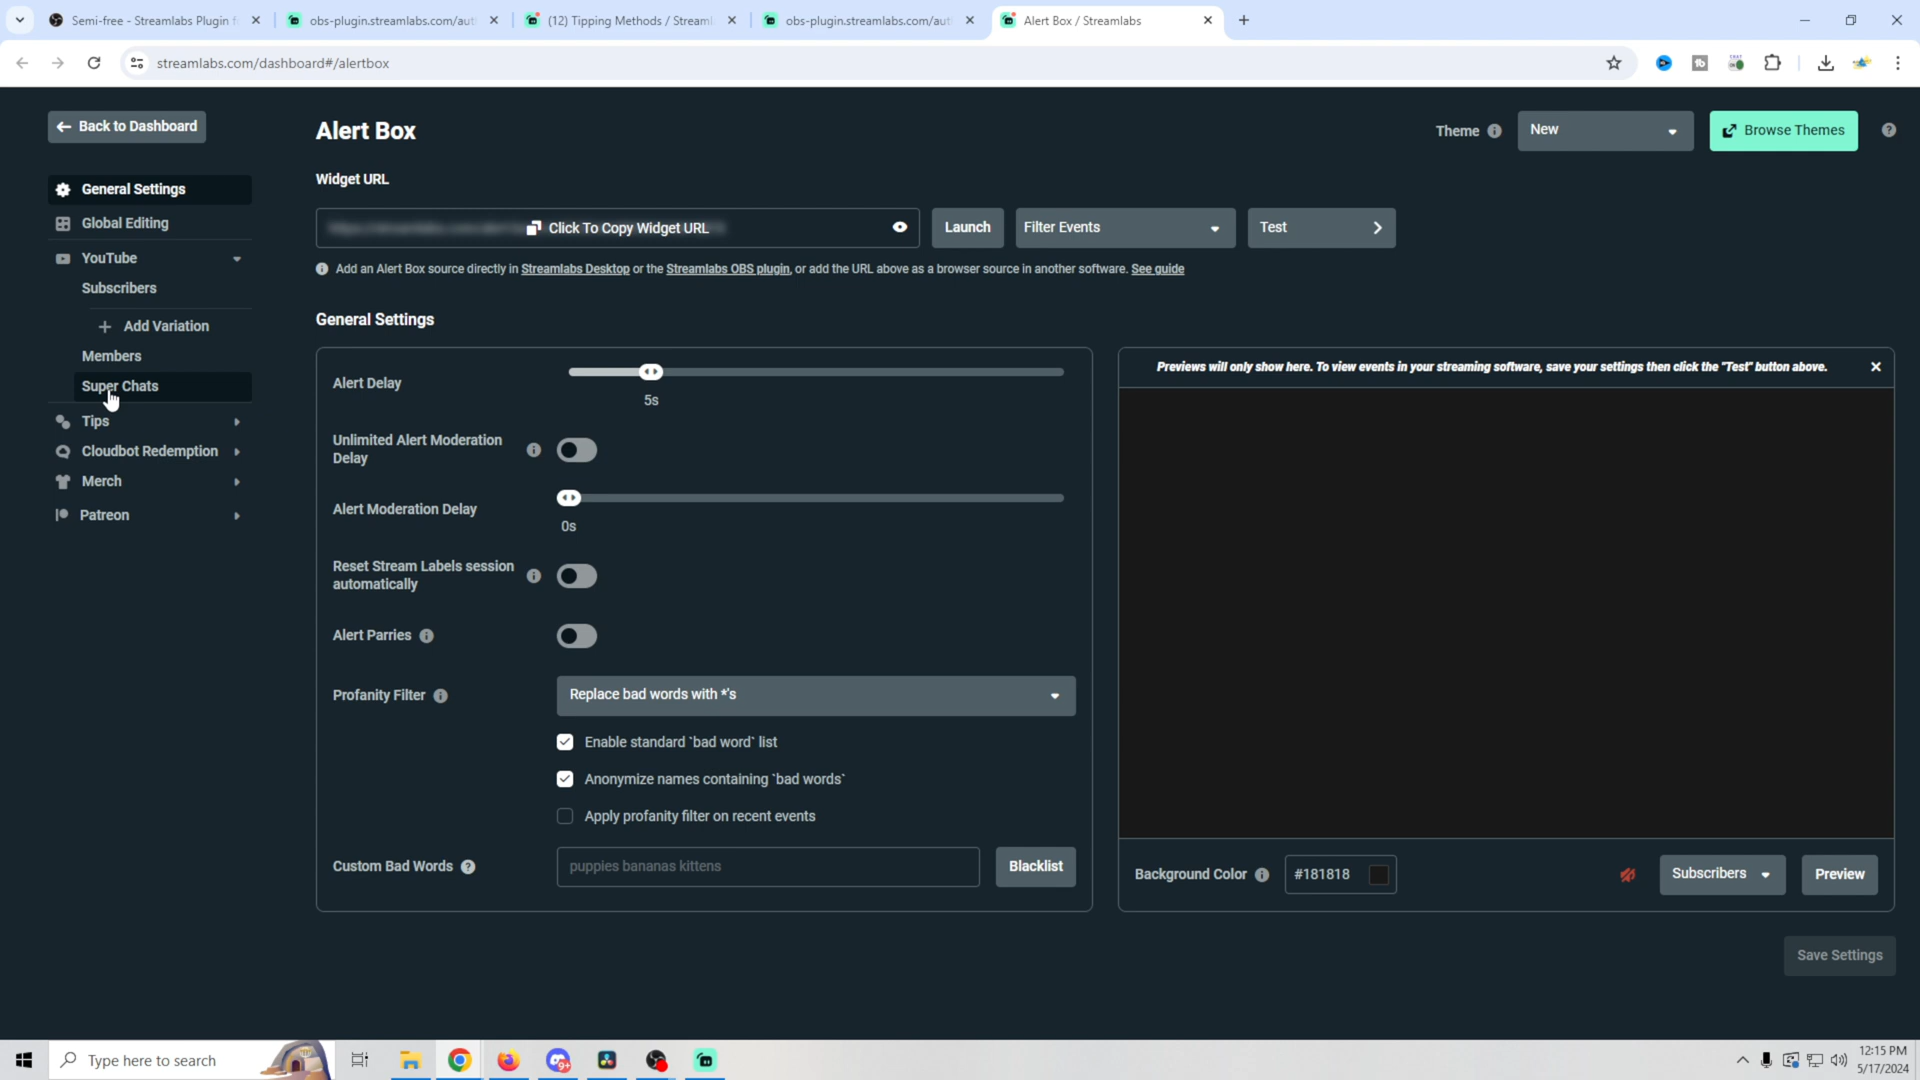 Semi-free - Streamlabs Plugin f
obs-plugin.streamlabs.com/aut
(12) Tipping Methods / Streaml
obs-plugin.streamlabs.com/aut
Alert Box / Streamlabs
streamlabs.com/dashboard#/alertbox
Back to Dashboard
Alert Box
Theme
New
Browse Themes
Widget URL
General Settings
Global Editing
YouTube
Subscribers
Add Variation
Members
Super Chats
Tips
Cloudbot Redemption
Merch
Patreon
Click To Copy Widget URL
Launch
Filter Events
Test
Add an Alert Box source directly in Streamlabs Desktop or the Streamlabs OBS plugin, or add the URL above as a browser source in another software. See guide
General Settings
Alert Delay
5s
Unlimited Alert Moderation
Delay
Alert Moderation Delay
0s
Reset Stream Labels session
automatically
Alert Parries
Profanity Filter
Replace bad words with *'s
Enable standard `bad word` list
Anonymize names containing `bad words`
Apply profanity filter on recent events
Custom Bad Words
puppies bananas kittens
Blacklist
Previews will only show here. To view events in your streaming software, save your settings then click the "Test" button above.
Background Color
#181818
Subscribers
Preview
Save Settings
Type here to search
9+
12:15 PM
5/17/2024